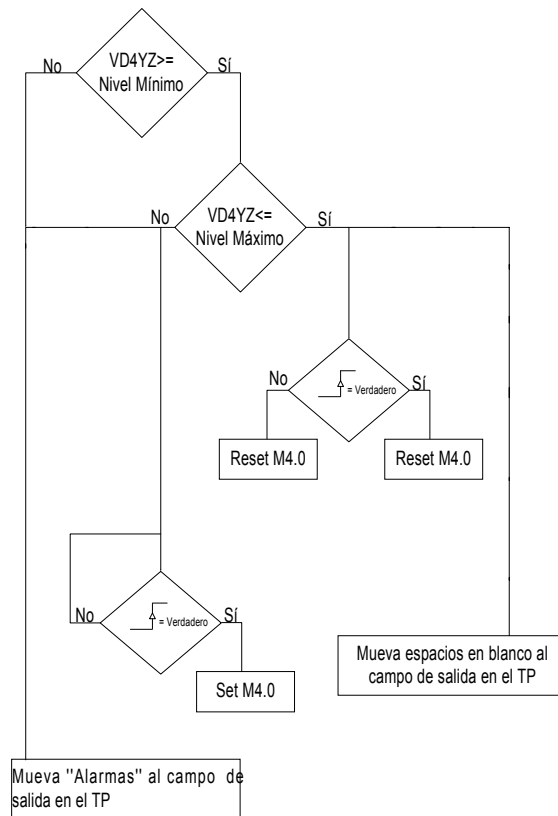 VD4YZ>=
Nivel Mínimo
No
Sí
VD4YZ<=
Nivel Máximo
No
Sí
= Verdadero
No
Sí
Reset M4.0
Reset M4.0
= Verdadero
No
Sí
Set M4.0
Mueva espacios en blanco al
campo de salida en el TP
Mueva "Alarmas" al campo de
salida en el TP